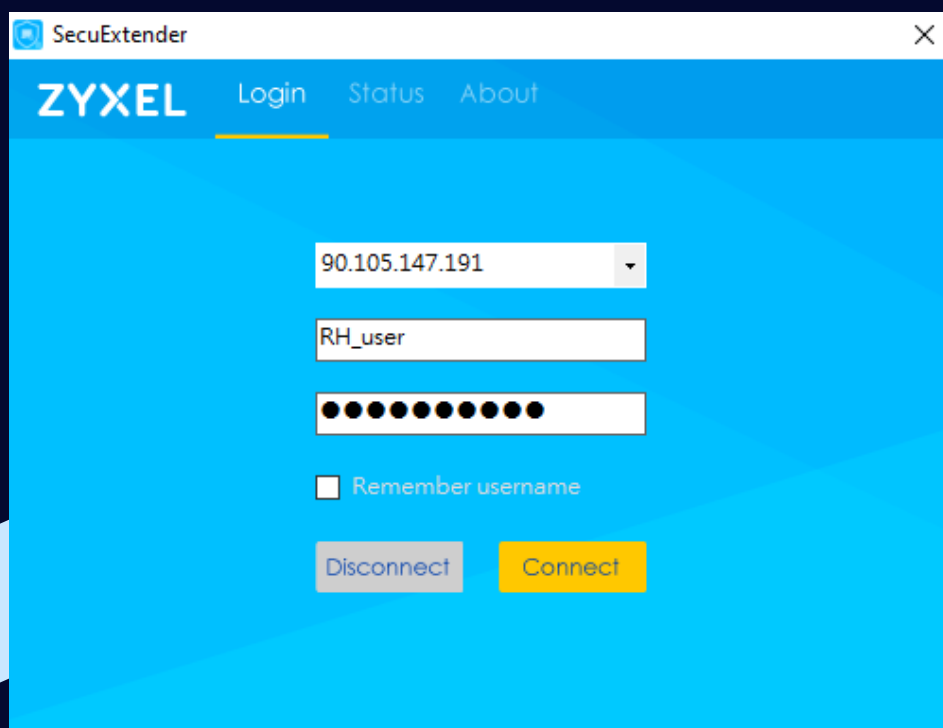 SecuExtender
ZYXEL Login Status About
90.105.147.191
RH_user
●●●●●●●●●●
Remember username
Disconnect Connect